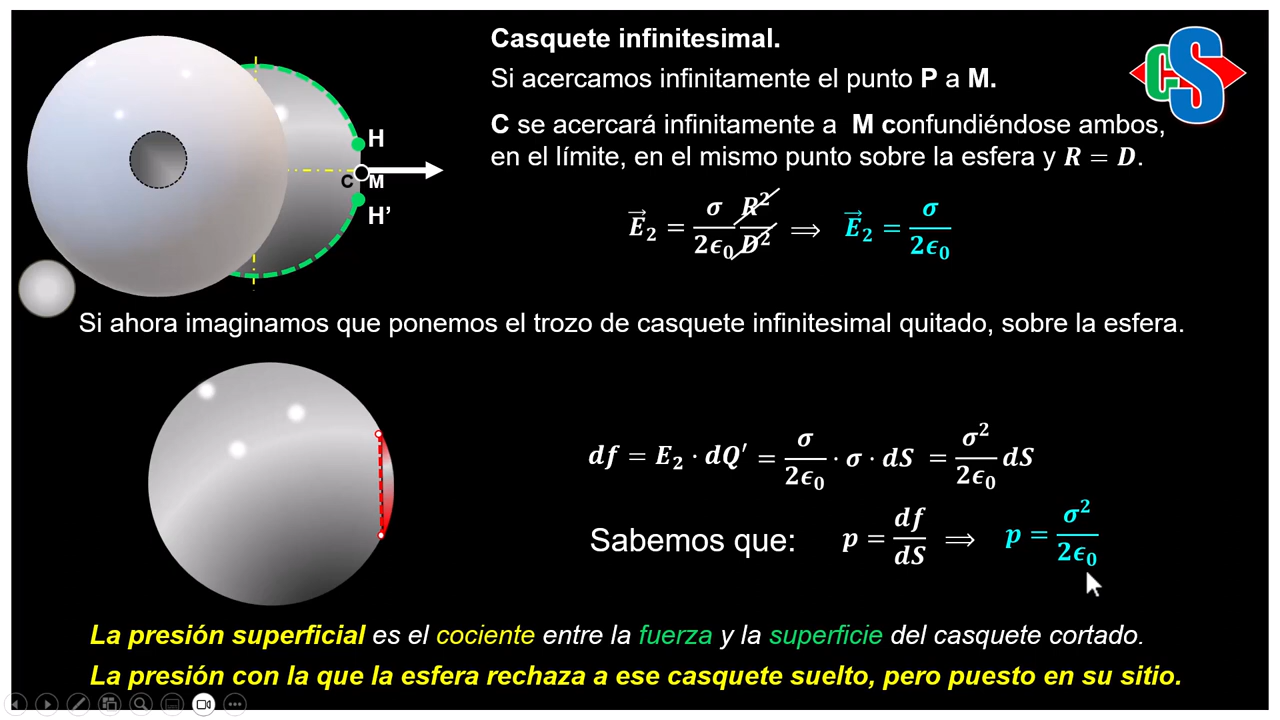 Casquete infinitesimal.
Si acercamos infinitamente el punto P a M.
C se acercará infinitamente a M confundiéndose ambos,
en el límite, en el mismo punto sobre la esfera y R = D.
CS
H
C M
H'
E⃗₂ = σ/2ϵ₀ R²/D² ⟹ E⃗₂ = σ/2ϵ₀
Si ahora imaginamos que ponemos el trozo de casquete infinitesimal quitado, sobre la esfera.
df = E₂ · dQ′ = σ/2ϵ₀ · σ · dS = σ²/2ϵ₀ dS
Sabemos que: p = df/dS ⟹ p = σ²/2ϵ₀
La presión superficial es el cociente entre la fuerza y la superficie del casquete cortado.
La presión con la que la esfera rechaza a ese casquete suelto, pero puesto en su sitio.